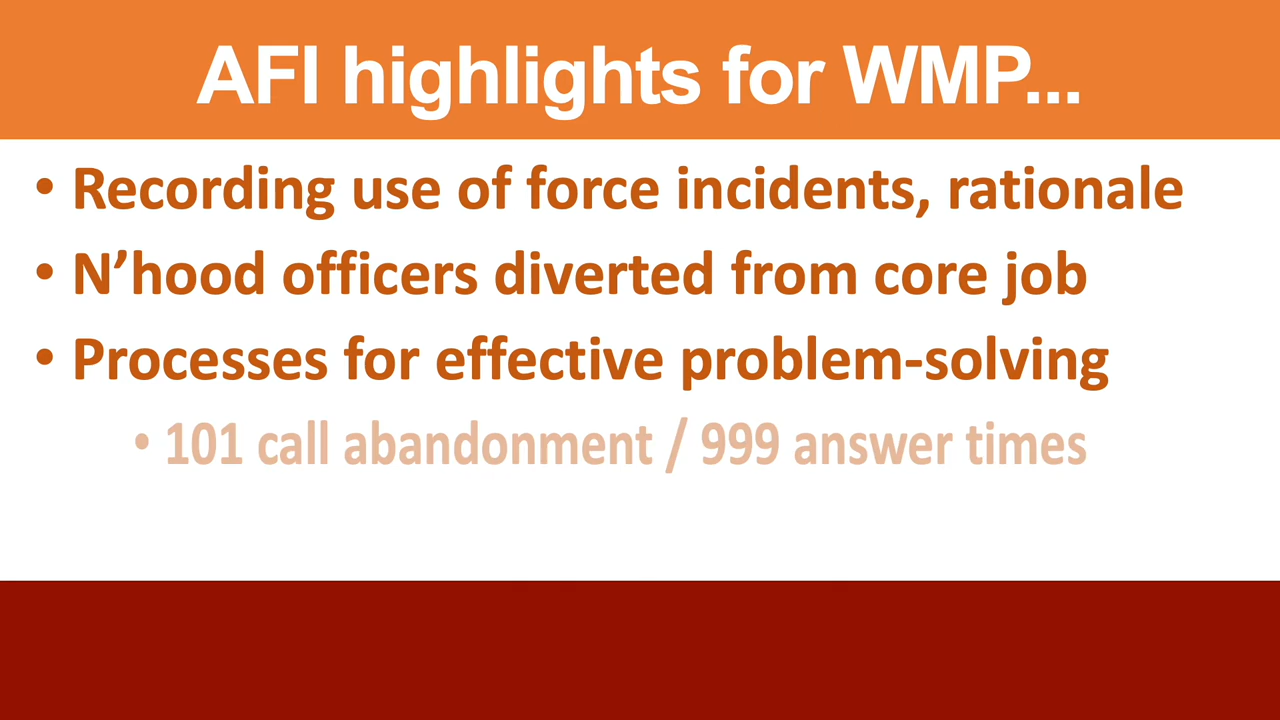 AFI highlights for WMP...
• Recording use of force incidents, rationale
• N’hood officers diverted from core job
• Processes for effective problem-solving
• 101 call abandonment / 999 answer times